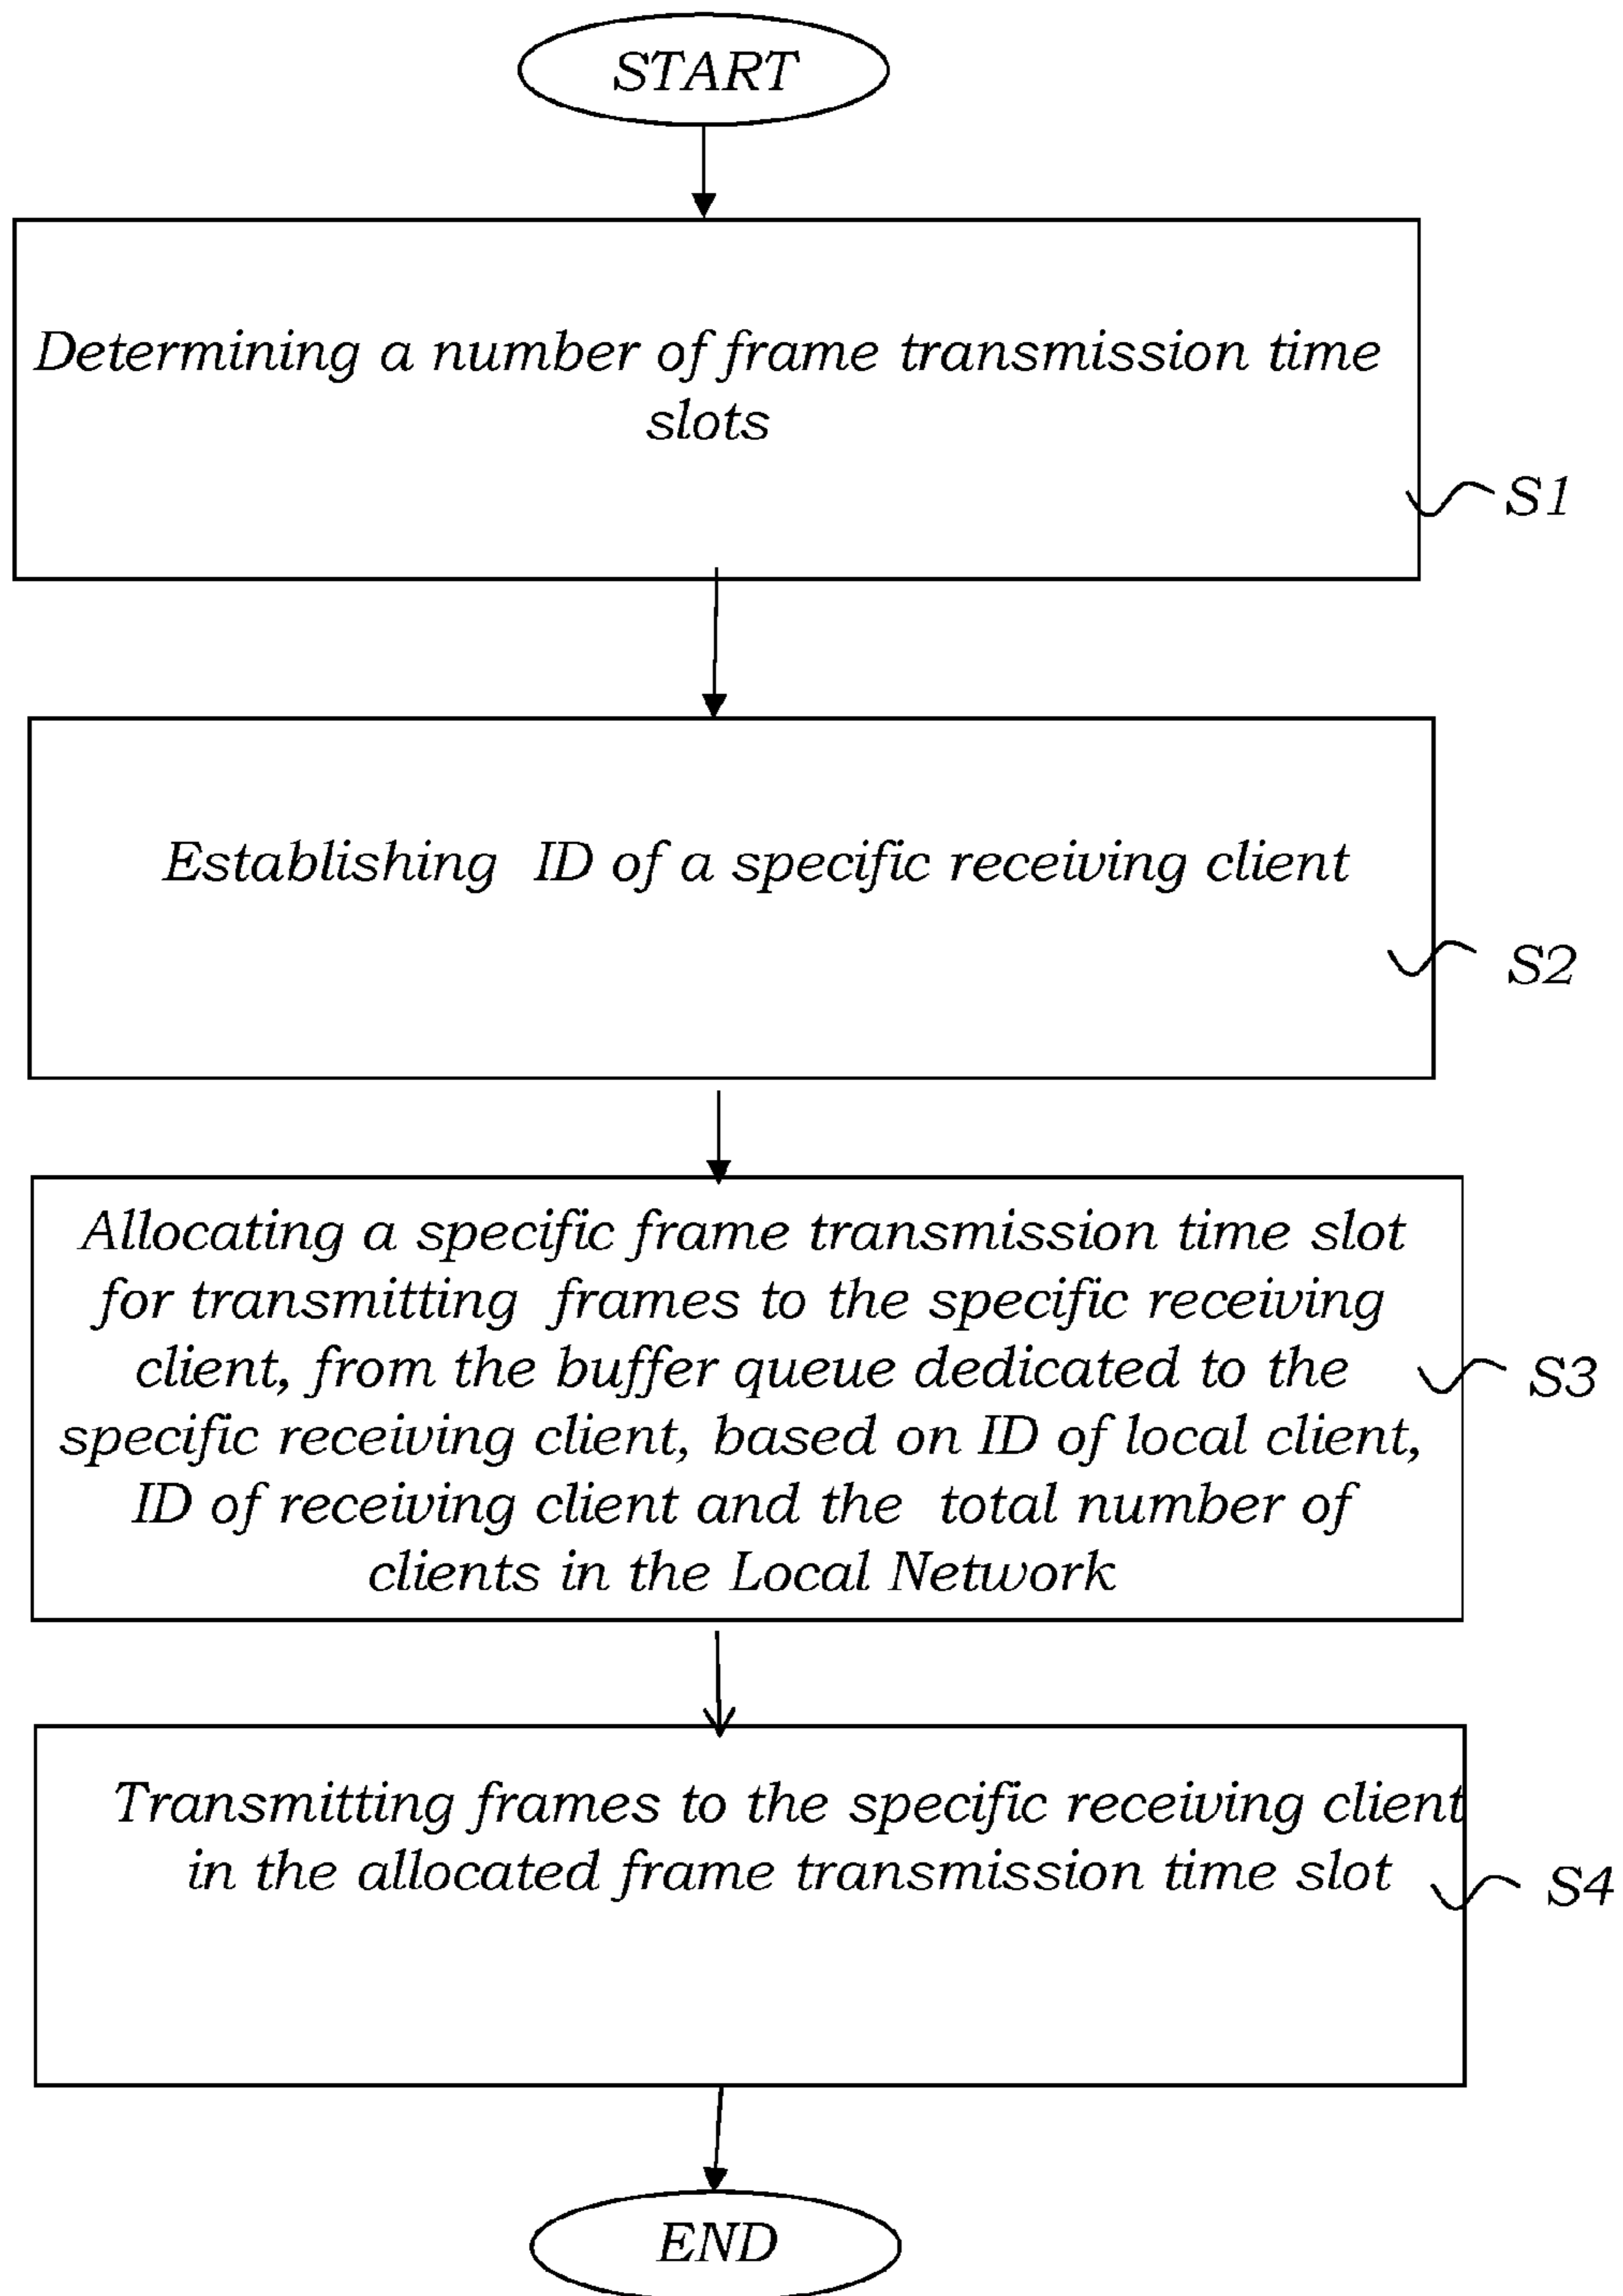 START
Determining a number of frame transmission time
slots
S1
Establishing ID of a specific receiving client
S2
Allocating a specific frame transmission time slot
for transmitting frames to the specific receiving
client, from the buffer queue dedicated to the
specific receiving client, based on ID of local client,
ID of receiving client and the total number of
clients in the Local Network
S3
Transmitting frames to the specific receiving client
in the allocated frame transmission time slot
S4
END